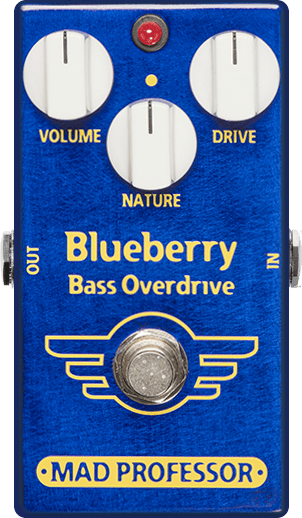 VOLUME
DRIVE
NATURE
Blueberry
OUT
IN
Bass Overdrive
·MAD PROFESSOR·